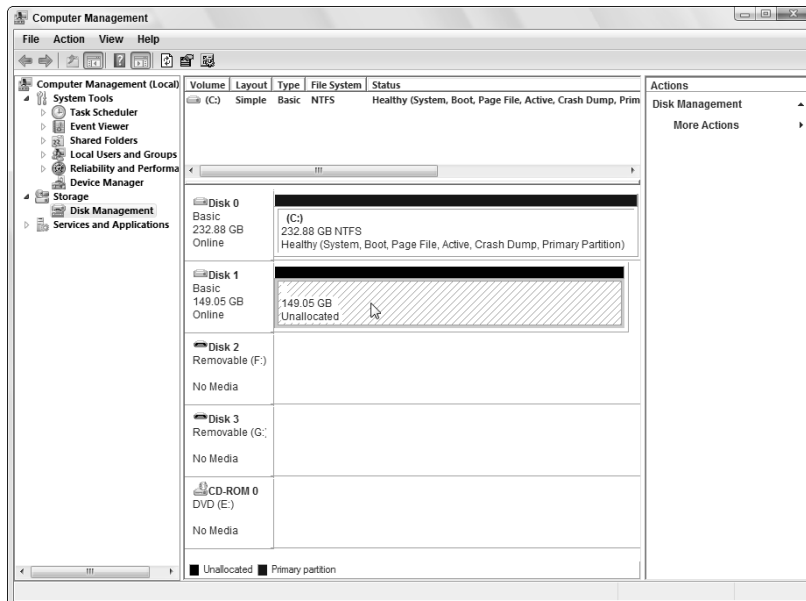 Computer Management
File Action View Help
Computer Management (Local)
System Tools
Task Scheduler
Event Viewer
Shared Folders
Local Users and Groups
Reliability and Performa
Device Manager
Storage
Disk Management
Services and Applications
Volume Layout Type File System Status
(C:) Simple Basic NTFS Healthy (System, Boot, Page File, Active, Crash Dump, Prim
Disk 0
Basic
232.88 GB
Online
(C:)
232.88 GB NTFS
Healthy (System, Boot, Page File, Active, Crash Dump, Primary Partition)
Disk 1
Basic
149.05 GB
Online
149.05 GB
Unallocated
Disk 2
Removable (F:)
No Media
Disk 3
Removable (G:
No Media
CD-ROM 0
DVD (E:)
No Media
Unallocated Primary partition
Actions
Disk Management
More Actions